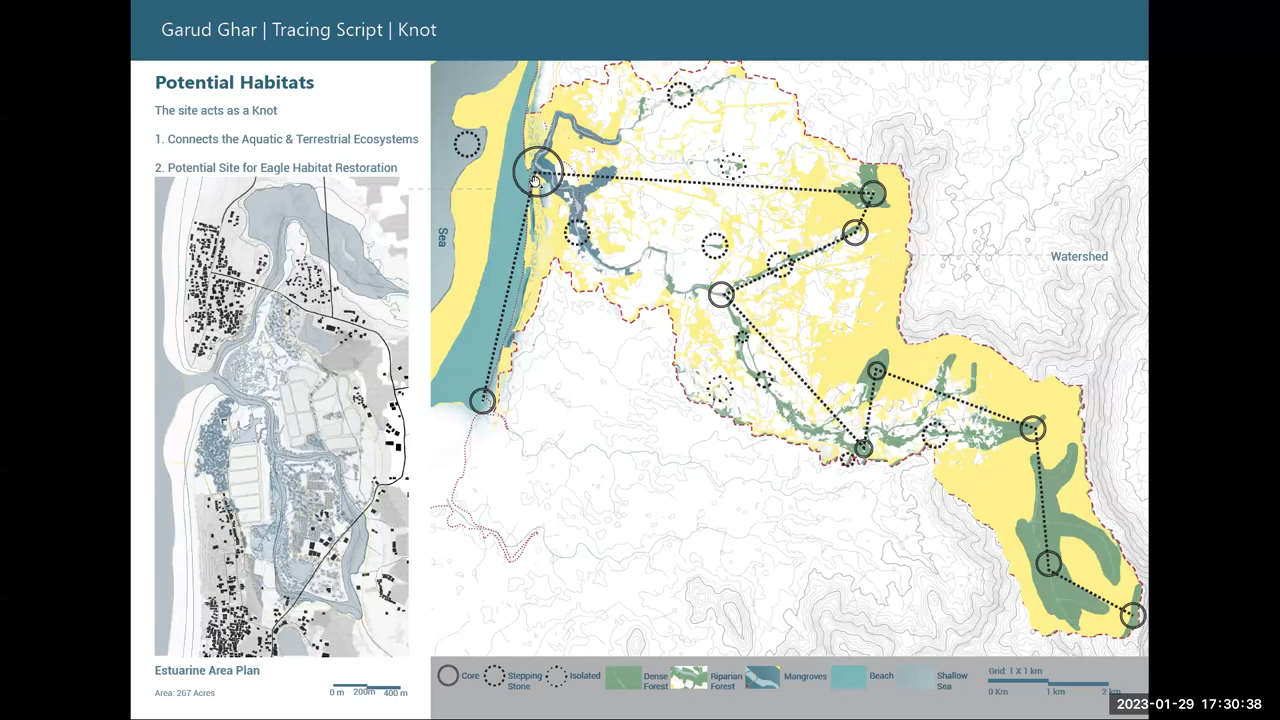 Garud Ghar | Tracing Script | Knot
Potential Habitats
The site acts as a Knot
1. Connects the Aquatic & Terrestrial Ecosystems
2. Potential Site for Eagle Habitat Restoration
Sea
Watershed
Estuarine Area Plan
Area: 267 Acres
0 m 200m 400 m
Core
Stepping
Stone
Isolated
Dense
Forest
Riparian
Forest
Mangroves
Beach
Shallow
Sea
Grid: 1 X 1 km
0 Km 1 km 2 km
2023-01-29 17:30:38